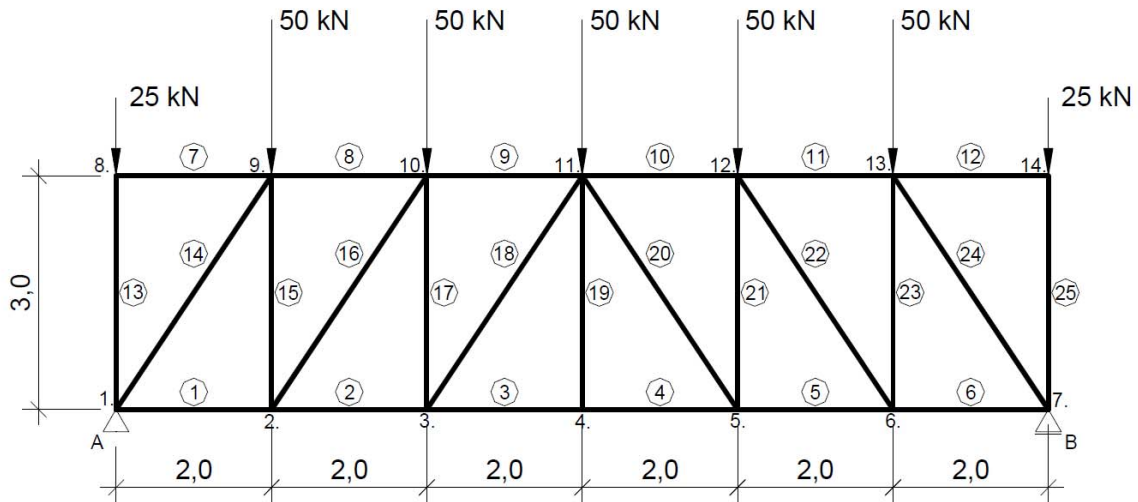 50 kN 50 kN 50 kN 50 kN 50 kN
25 kN 25 kN
8. 7 9. 8 10. 9 11. 10 12. 11 13. 12 14.
14 16 18 20 22 24
3,0 13 15 17 19 21 23 25
1. 1 2 3 4 5 6 7.
A 2. 3. 4. 5. 6. B
2,0 2,0 2,0 2,0 2,0 2,0